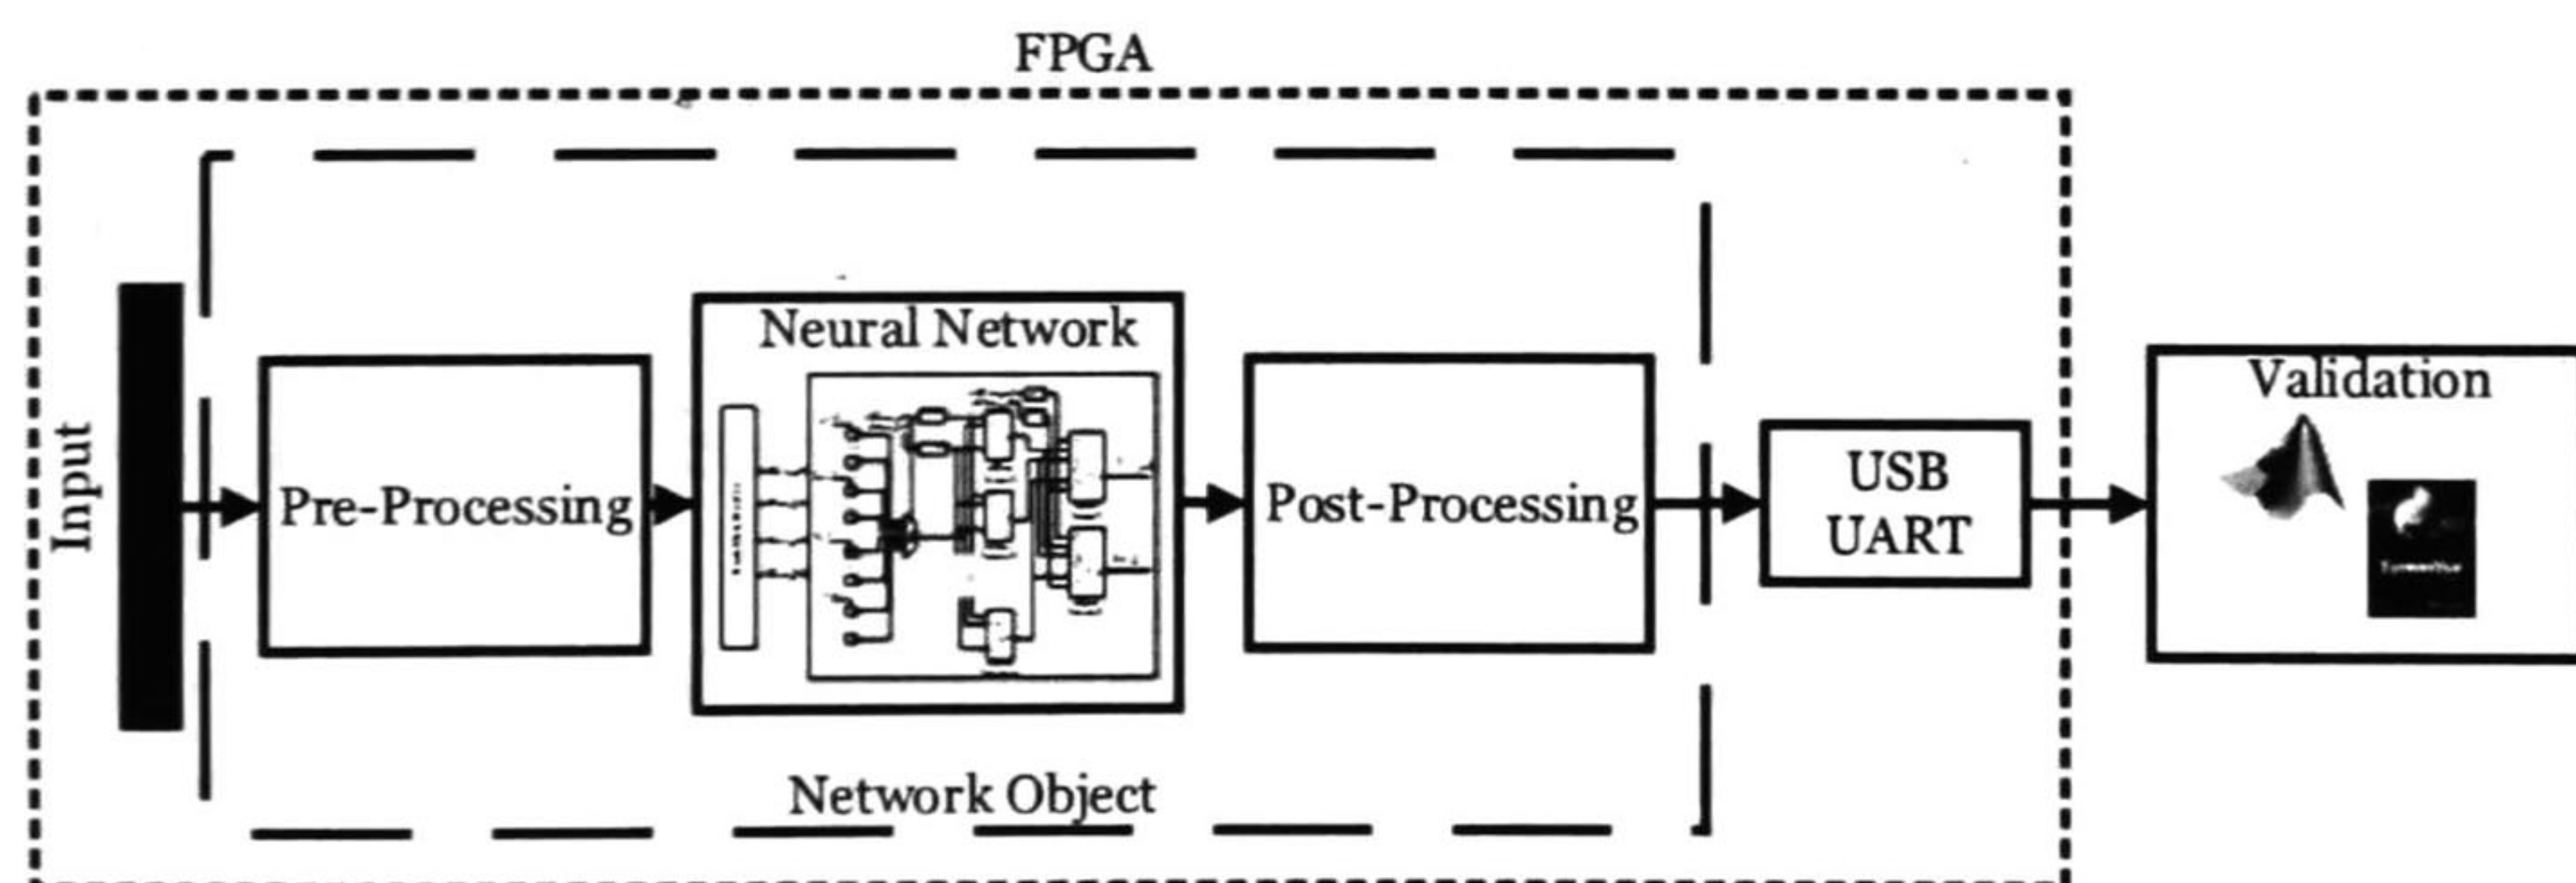 FPGA
Input
Pre-Processing
Neural Network
Post-Processing
USB
UART
Validation
Network Object